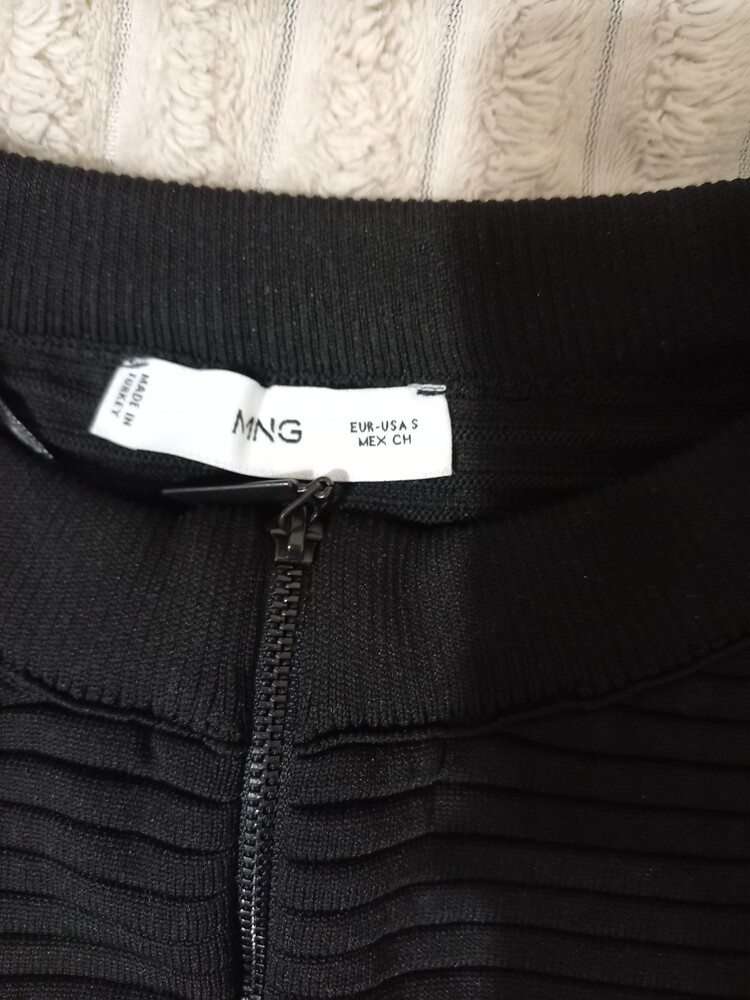 MADE IN
TURKEY
MNG
EUR-USA S
MEX CH